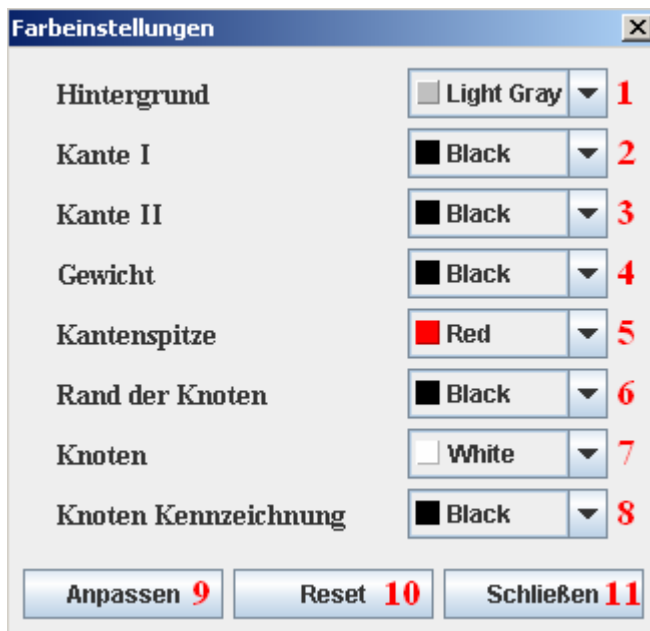 Farbeinstellungen
Hintergrund Light Gray 1
Kante I Black 2
Kante II Black 3
Gewicht Black 4
Kantenspitze Red 5
Rand der Knoten Black 6
Knoten White 7
Knoten Kennzeichnung Black 8
Anpassen 9 Reset 10 Schließen 11